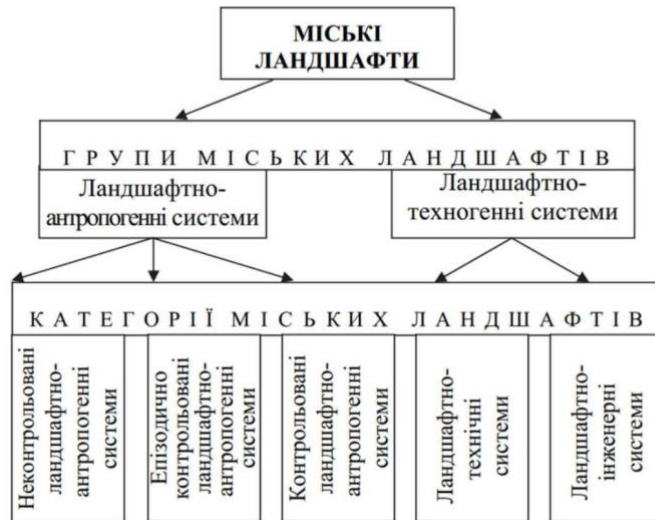 МІСЬКІ
ЛАНДШАФТИ
ГРУПИ МІСЬКИХ ЛАНДШАФТІВ
Ландшафтно-
антропогенні системи
Ландшафтно-
техногенні системи
КАТЕГОРІЇ МІСЬКИХ ЛАНДШАФТІВ
Неконтрольовані
ландшафтно-
антропогенні
системи
Епізодично
контрольовані
ландшафтно-
антропогенні
системи
Контрольовані
ландшафтно-
антропогенні
системи
Ландшафтно-
технічні
системи
Ландшафтно-
інженерні
системи